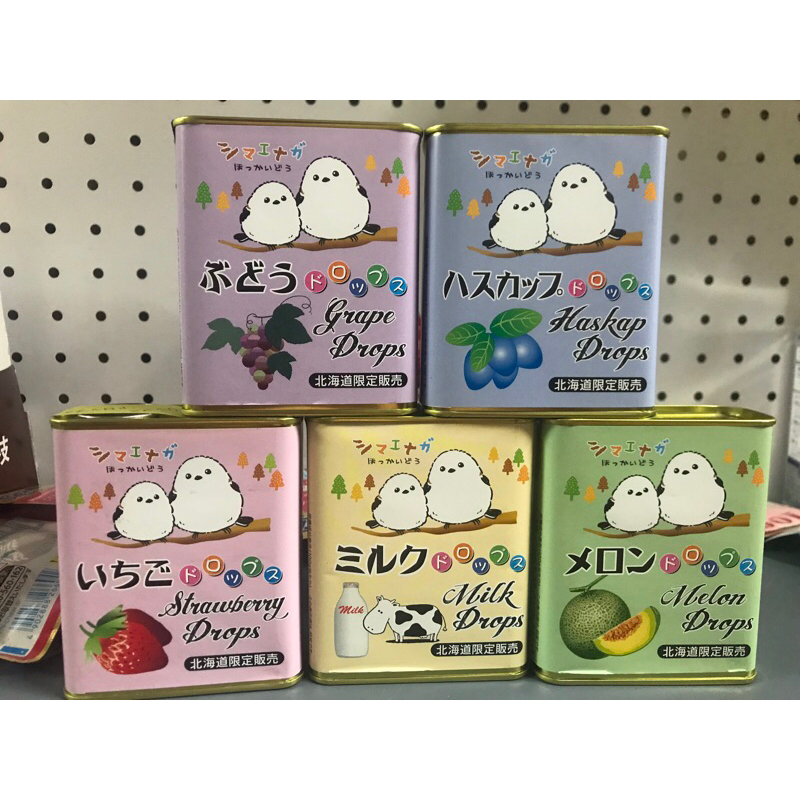 シマエナガ
ほっかいどう
ぶどうドロップス
Grape
Drops
北海道限定販売
シマエナガ
ほっかいどう
ハスカップドロップス
Haskap
Drops
北海道限定販売
シマエナガ
ほっかいどう
いちごドロップス
Strawberry
Drops
北海道限定販売
シマエナガ
ほっかいどう
ミルクドロップス
Milk
Milk
Drops
北海道限定販売
シマエナガ
ほっかいどう
メロンドロップス
Melon
Drops
北海道限定販売